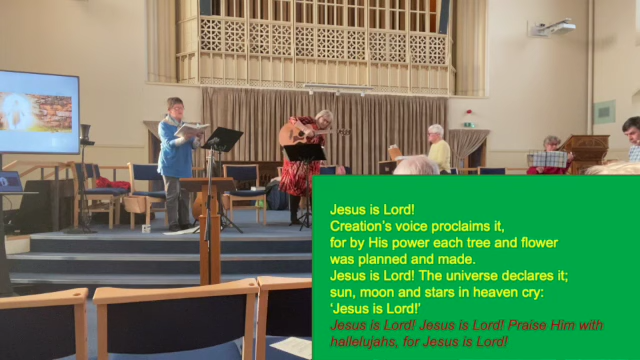 Jesus is Lord!
Creation's voice proclaims it,
for by His power each tree and flower
was planned and made.
Jesus is Lord! The universe declares it;
sun, moon and stars in heaven cry:
'Jesus is Lord!'
Jesus is Lord! Jesus is Lord! Praise Him with
hallelujahs, for Jesus is Lord!